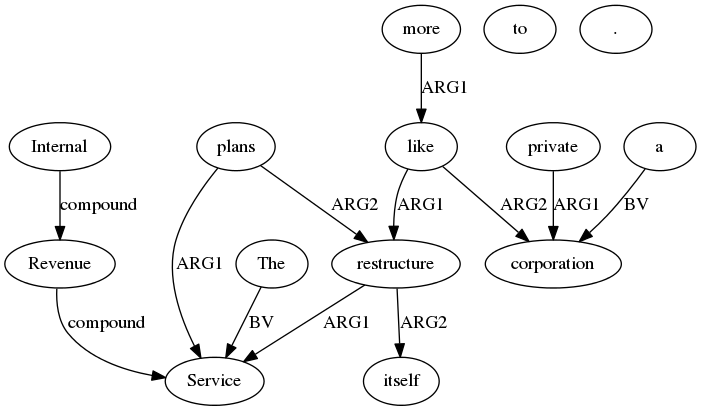 more to .
ARG1
Internal plans like private a
compound ARG2 ARG1 ARG2 ARG1 BV
Revenue ARG1 The restructure corporation
compound BV ARG1 ARG2
Service itself